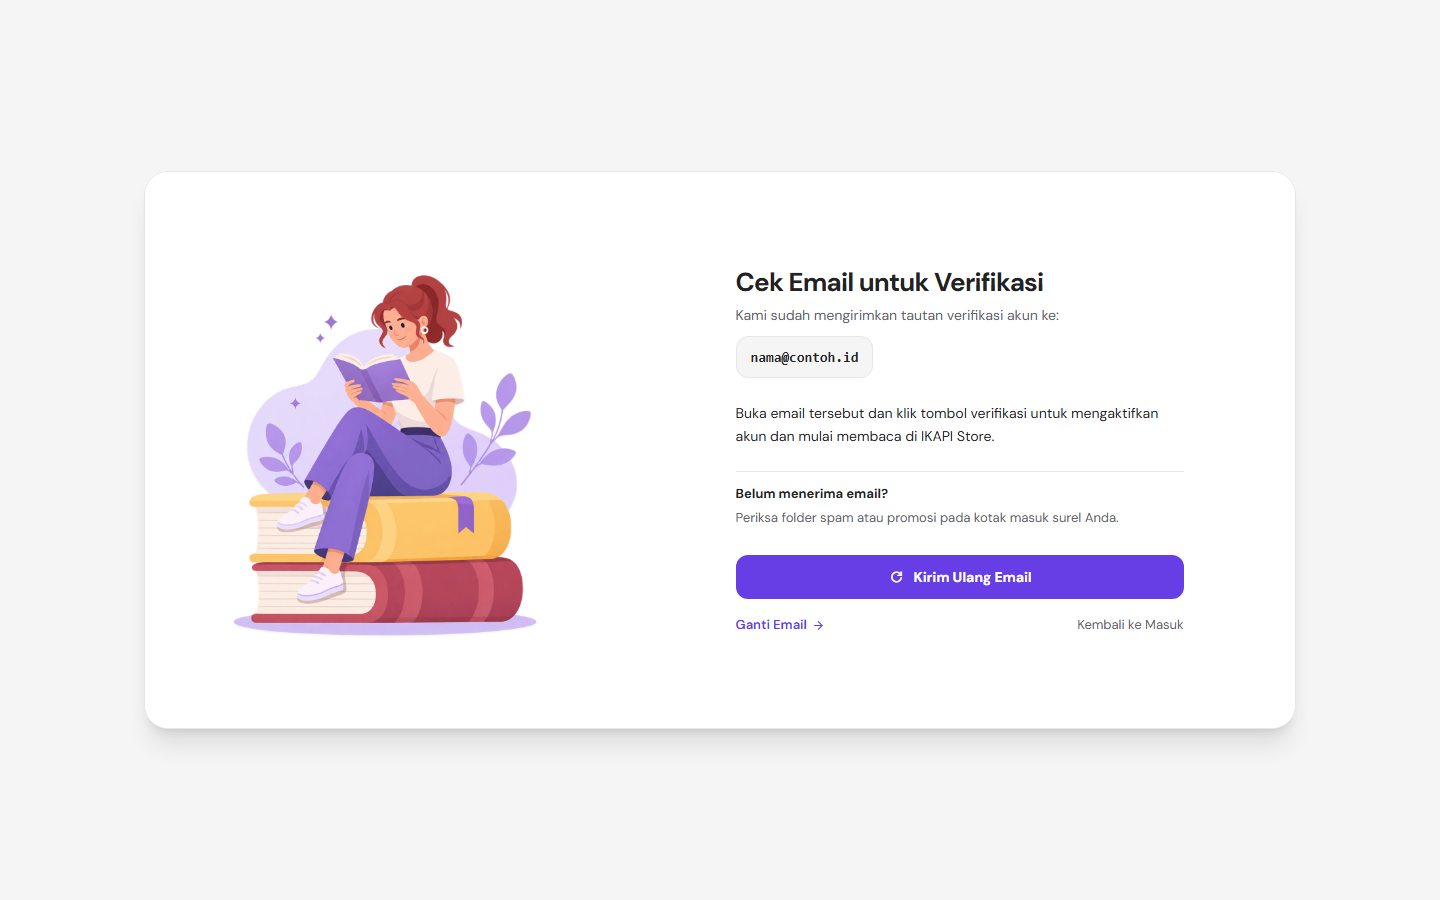 Cek Email untuk Verifikasi
Kami sudah mengirimkan tautan verifikasi akun ke:
nama@contoh.id
Buka email tersebut dan klik tombol verifikasi untuk mengaktifkan
akun dan mulai membaca di IKAPI Store.
Belum menerima email?
Periksa folder spam atau promosi pada kotak masuk surel Anda.
Kirim Ulang Email
Ganti Email →
Kembali ke Masuk